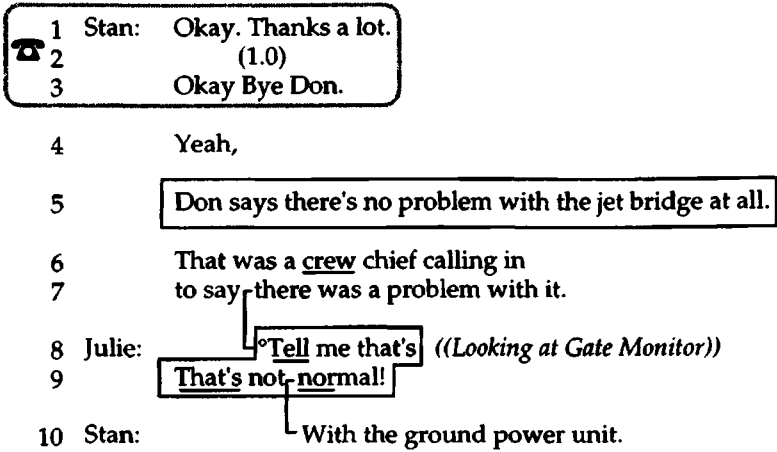 1 Stan: Okay. Thanks a lot.
2 (1.0)
3 Okay Bye Don.
4 Yeah,
5 Don says there's no problem with the jet bridge at all.
6 That was a crew chief calling in
7 to say there was a problem with it.
8 Julie: °Tell me that's ((Looking at Gate Monitor))
9 That's not normal!
10 Stan: With the ground power unit.